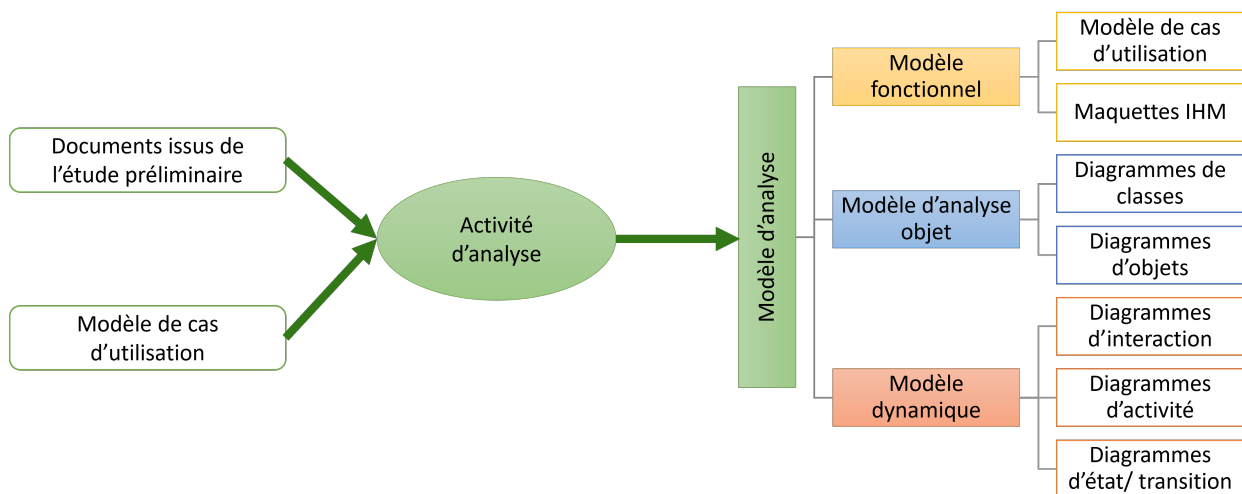 Documents issus de
l’étude préliminaire
Modèle de cas
d’utilisation
Activité
d’analyse
Modèle d’analyse
Modèle
fonctionnel
Modèle de cas
d’utilisation
Maquettes IHM
Modèle d’analyse
objet
Diagrammes de
classes
Diagrammes
d’objets
Modèle
dynamique
Diagrammes
d’interaction
Diagrammes
d’activité
Diagrammes
d’état/ transition